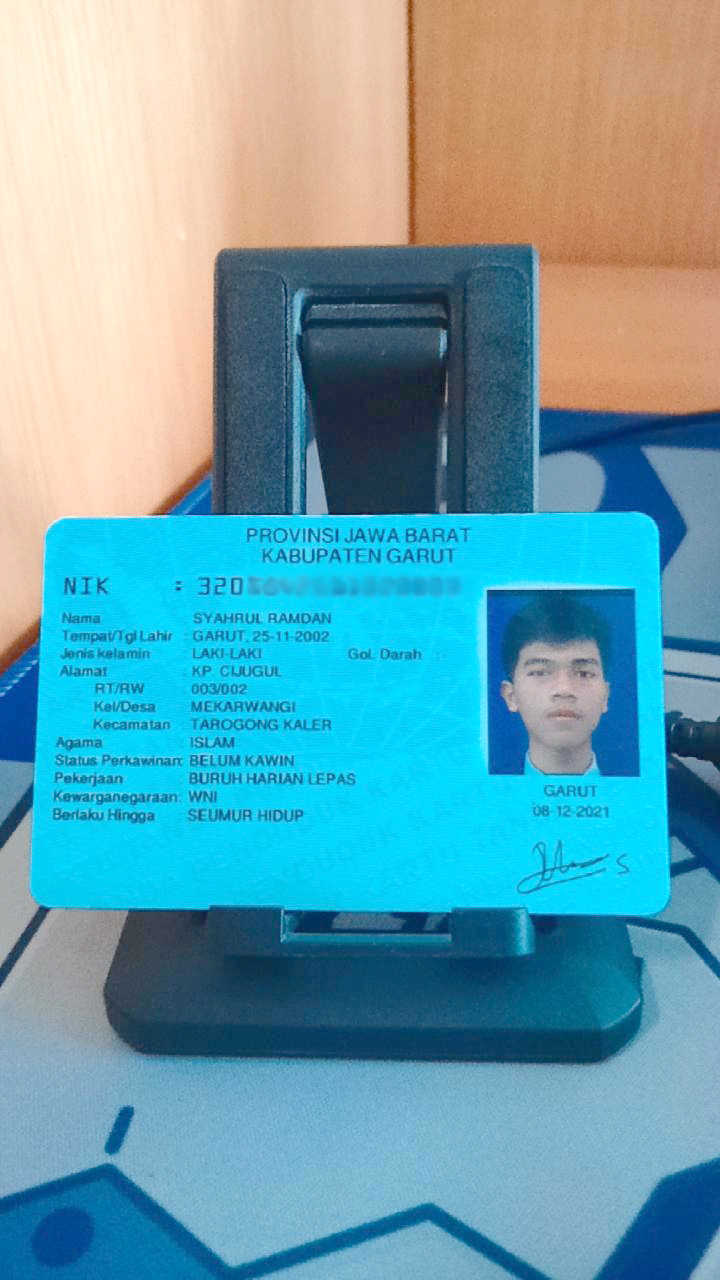 PROVINSI JAWA BARAT
KABUPATEN GARUT
NIK : 320
Nama : SYAHRUL RAMDAN
Tempat/Tgl Lahir : GARUT, 25-11-2002
Jenis kelamin : LAKI-LAKI Gol. Darah :
Alamat : KP. CIJUGUL
RT/RW : 003/002
Kel/Desa : MEKARWANGI
Kecamatan : TAROGONG KALER
Agama : ISLAM
Status Perkawinan: BELUM KAWIN
Pekerjaan : BURUH HARIAN LEPAS
Kewarganegaraan: WNI
Berlaku Hingga : SEUMUR HIDUP
GARUT
08-12-2021